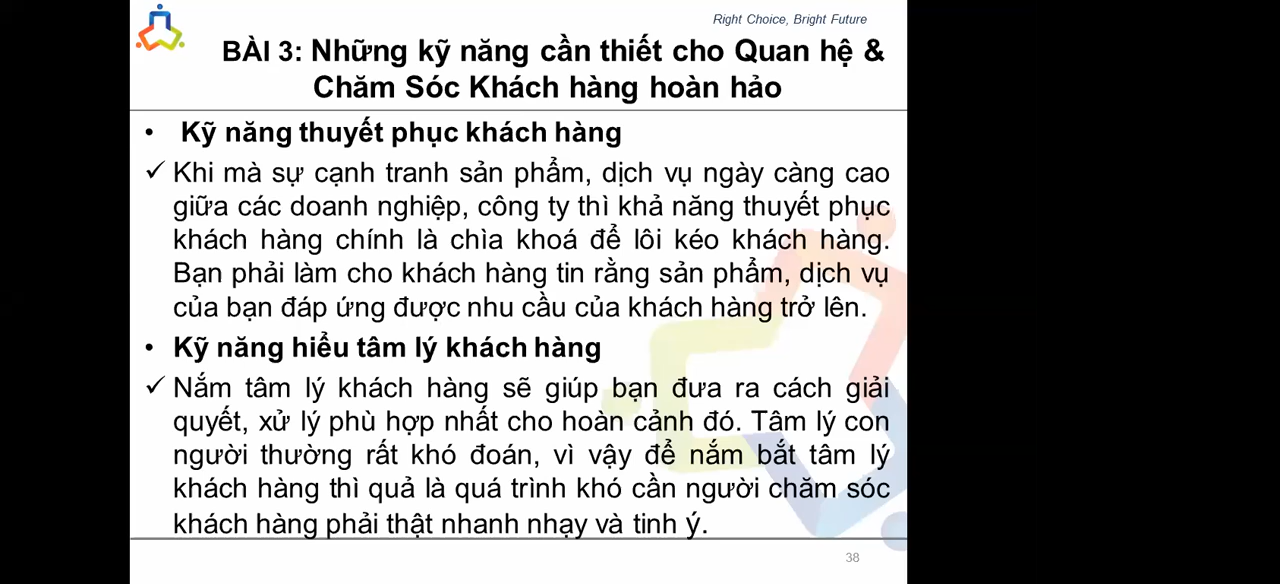 Right Choice, Bright Future
BÀI 3: Những kỹ năng cần thiết cho Quan hệ &
Chăm Sóc Khách hàng hoàn hảo
• Kỹ năng thuyết phục khách hàng
✓ Khi mà sự cạnh tranh sản phẩm, dịch vụ ngày càng cao
giữa các doanh nghiệp, công ty thì khả năng thuyết phục
khách hàng chính là chìa khoá để lôi kéo khách hàng.
Bạn phải làm cho khách hàng tin rằng sản phẩm, dịch vụ
của bạn đáp ứng được nhu cầu của khách hàng trở lên.
• Kỹ năng hiểu tâm lý khách hàng
✓ Nắm tâm lý khách hàng sẽ giúp bạn đưa ra cách giải
quyết, xử lý phù hợp nhất cho hoàn cảnh đó. Tâm lý con
người thường rất khó đoán, vì vậy để nắm bắt tâm lý
khách hàng thì quả là quá trình khó cần người chăm sóc
khách hàng phải thật nhanh nhạy và tinh ý.
38